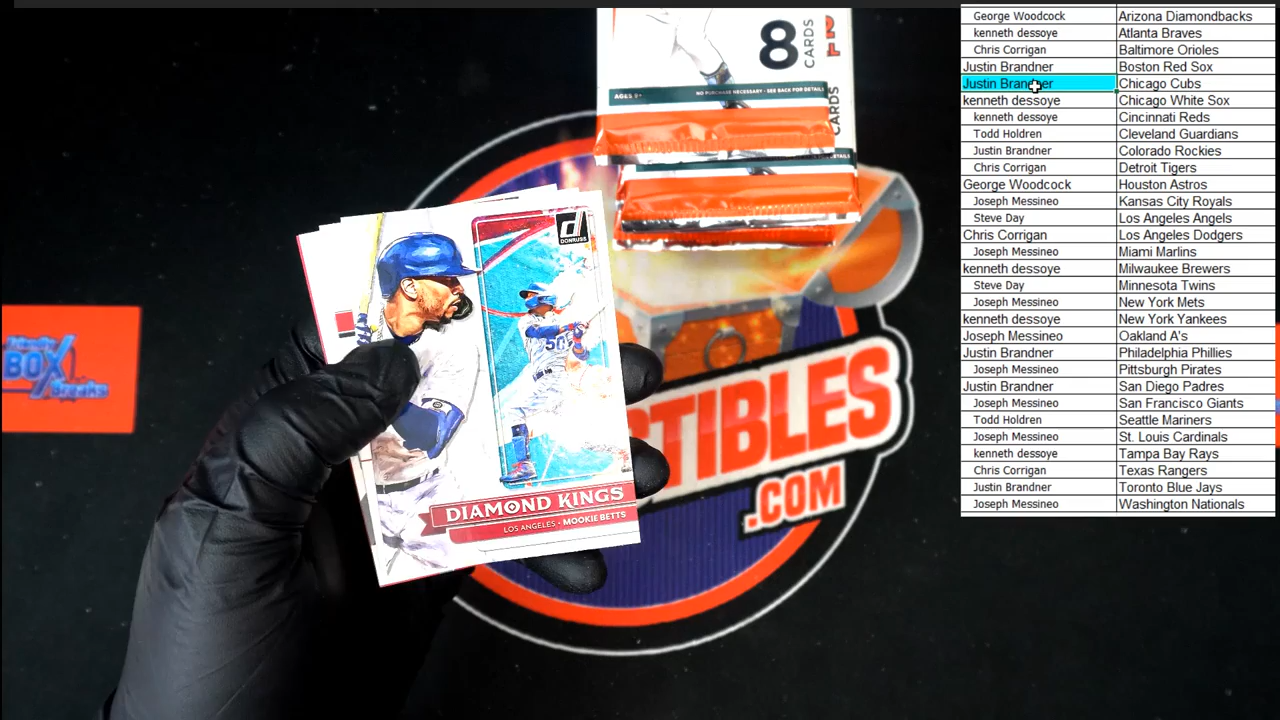 George Woodcock Arizona Diamondbacks
kenneth dessoye Atlanta Braves
Chris Corrigan Baltimore Orioles
Justin Brandner Boston Red Sox
Justin Brandner Chicago Cubs
kenneth dessoye Chicago White Sox
kenneth dessoye Cincinnati Reds
Todd Holdren Cleveland Guardians
Justin Brandner Colorado Rockies
Chris Corrigan Detroit Tigers
George Woodcock Houston Astros
Joseph Messineo Kansas City Royals
Steve Day Los Angeles Angels
Chris Corrigan Los Angeles Dodgers
Joseph Messineo Miami Marlins
kenneth dessoye Milwaukee Brewers
Steve Day Minnesota Twins
Joseph Messineo New York Mets
kenneth dessoye New York Yankees
Joseph Messineo Oakland A's
Justin Brandner Philadelphia Phillies
Joseph Messineo Pittsburgh Pirates
Justin Brandner San Diego Padres
Joseph Messineo San Francisco Giants
Todd Holdren Seattle Mariners
Joseph Messineo St. Louis Cardinals
kenneth dessoye Tampa Bay Rays
Chris Corrigan Texas Rangers
Justin Brandner Toronto Blue Jays
Joseph Messineo Washington Nationals
8
CARDS
AGES 9+ NO PURCHASE NECESSARY - SEE BACK FOR DETAILS
CARDS
d
DONRUSS
50
DIAMOND KINGS
LOS ANGELES • MOOKIE BETTS
TIBLES
.COM
BOX
Breaks